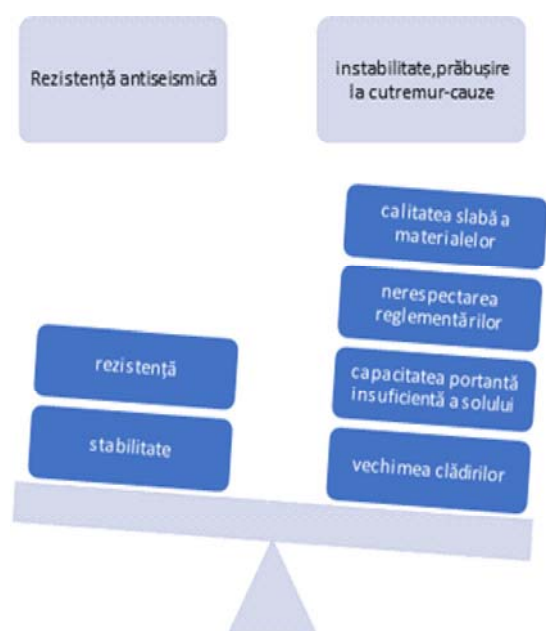 Rezistență antiseismică
instabilitate,prăbușire
la cutremur-cauze
calitatea slabă a
materialelor
nerespectarea
reglementărilor
rezistență
capacitatea portantă
insuficientă a solului
stabilitate
vechimea clădirilor